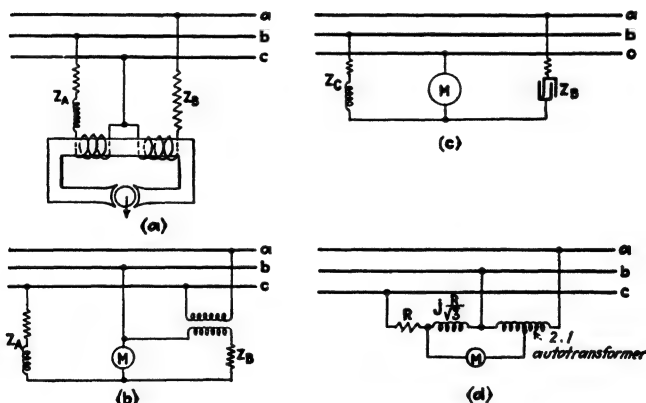 a
b
c
Z_A
Z_B
(a)
a
b
o
Z_C
M
Z_B
(c)
a
b
c
Z_A
M
Z_B
(b)
a
b
c
R
j R/√3
2.1
autotransformer
M
(d)